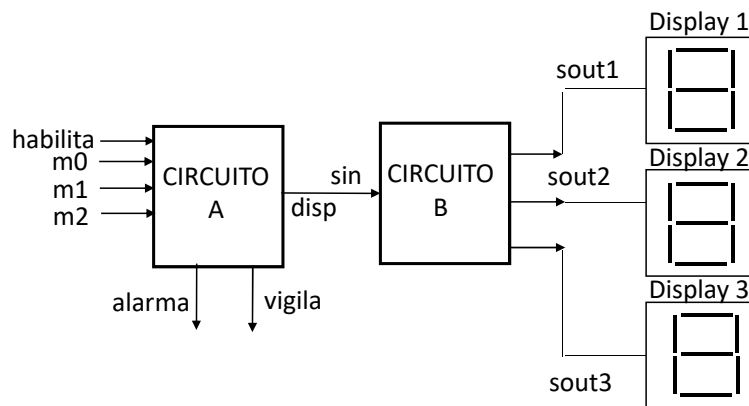 Display 1
sout1
habilita
m0
m1
m2
CIRCUITO
A
sin
disp
CIRCUITO
B
Display 2
sout2
alarma
vigila
Display 3
sout3